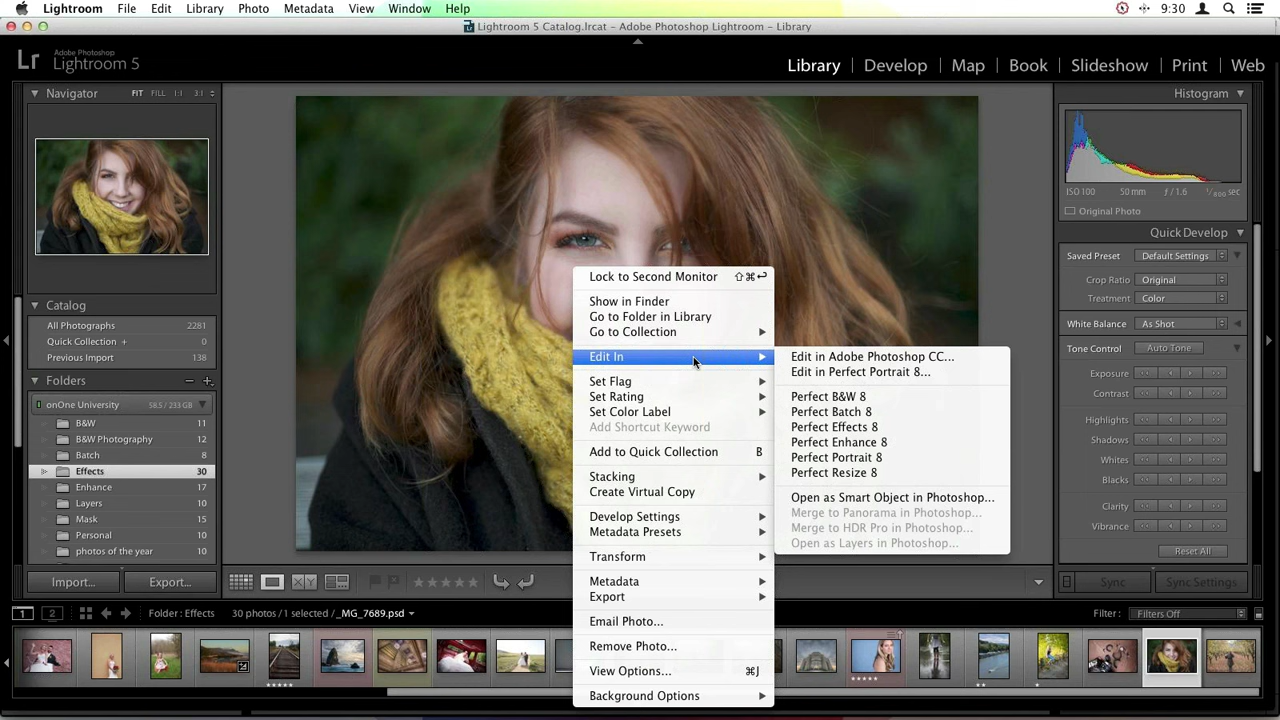 Lightroom File Edit Library Photo Metadata View Window Help 9:30
Lightroom 5 Catalog.lrcat – Adobe Photoshop Lightroom – Library
Lr Adobe Photoshop
Lightroom 5
Library | Develop | Map | Book | Slideshow | Print | Web
Navigator FIT FILL 1:1 3:1
Catalog
All Photographs 2281
Quick Collection + 0
Previous Import 138
Folders
onOne University 58.5 / 233 GB
B&W 11
B&W Photography 12
Batch 8
Effects 30
Enhance 17
Layers 10
Mask 15
Personal 10
photos of the year 10
Import... Export...
Lock to Second Monitor ⇧⌘↩
Show in Finder
Go to Folder in Library
Go to Collection
Edit In
Set Flag
Set Rating
Set Color Label
Add Shortcut Keyword
Add to Quick Collection B
Stacking
Create Virtual Copy
Develop Settings
Metadata Presets
Transform
Metadata
Export
Email Photo...
Remove Photo...
View Options... ⌘J
Background Options
Edit in Adobe Photoshop CC...
Edit in Perfect Portrait 8...
Perfect B&W 8
Perfect Batch 8
Perfect Effects 8
Perfect Enhance 8
Perfect Portrait 8
Perfect Resize 8
Open as Smart Object in Photoshop...
Merge to Panorama in Photoshop...
Merge to HDR Pro in Photoshop...
Open as Layers in Photoshop...
Histogram
ISO 100 50 mm ƒ / 1.6 1/800 sec
Original Photo
Quick Develop
Saved Preset Default Settings
Crop Ratio Original
Treatment Color
White Balance As Shot
Tone Control Auto Tone
Exposure
Contrast
Highlights
Shadows
Whites
Blacks
Clarity
Vibrance
Reset All
Sync Sync Settings
XY
1 2 Folder : Effects 30 photos / 1 selected / _MG_7689.psd Filter : Filters Off